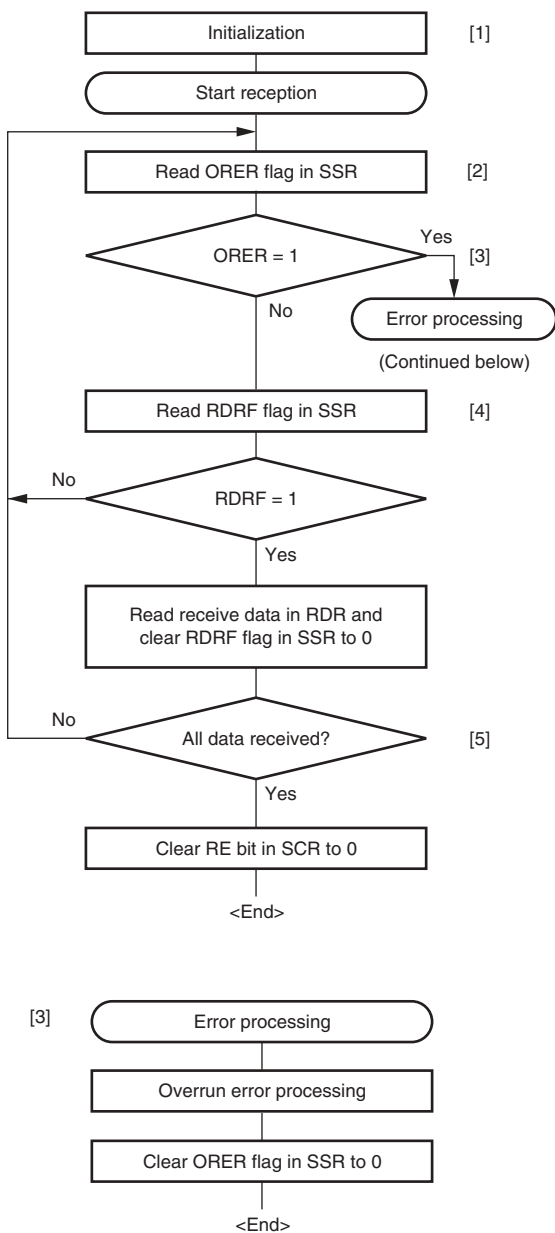 Initialization [1]
Start reception
Read ORER flag in SSR [2]
Yes
ORER = 1 [3]
No
Error processing
(Continued below)
Read RDRF flag in SSR [4]
No
RDRF = 1
Yes
Read receive data in RDR and
clear RDRF flag in SSR to 0
No
All data received? [5]
Yes
Clear RE bit in SCR to 0
<End>
[3] Error processing
Overrun error processing
Clear ORER flag in SSR to 0
<End>